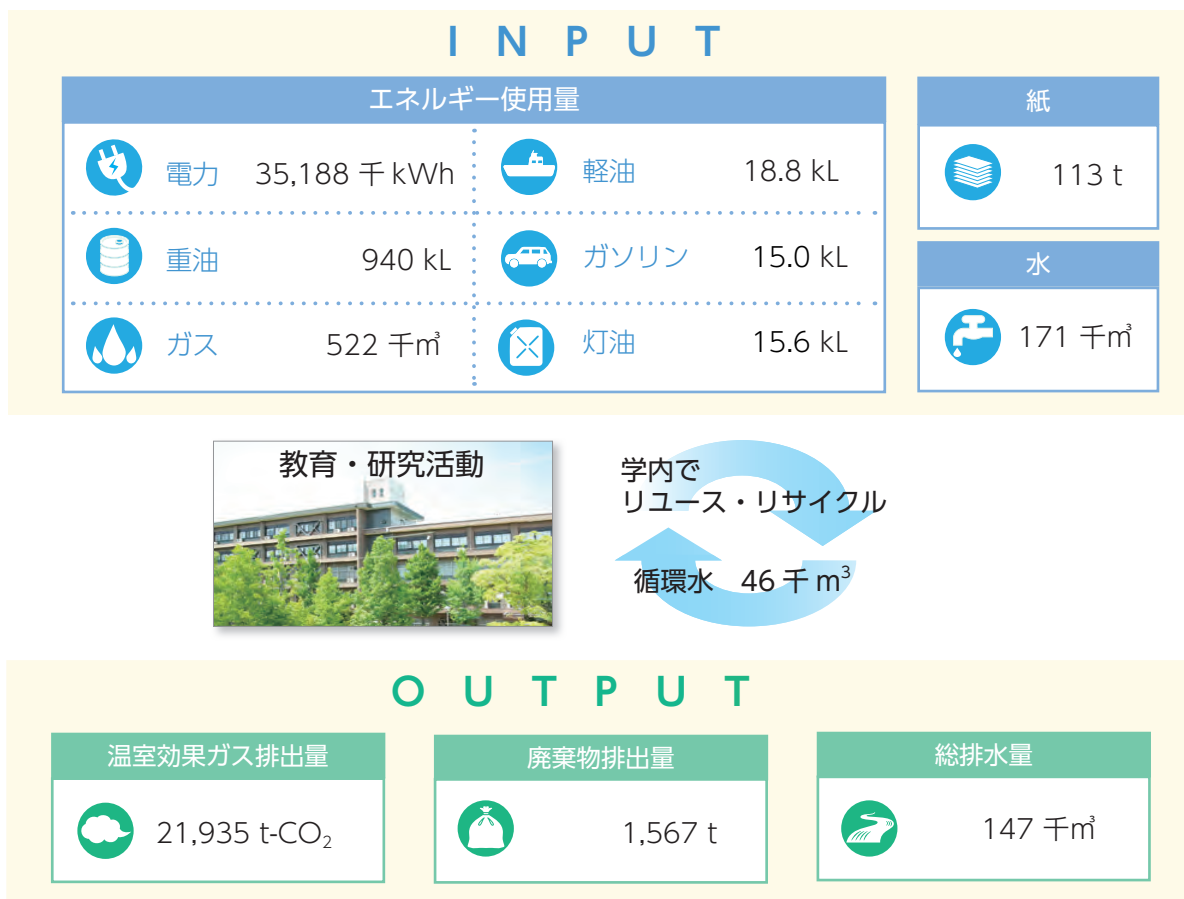 INPUT
エネルギー使用量
電力 35,188 千 kWh
軽油 18.8 kL
重油 940 kL
ガソリン 15.0 kL
ガス 522 千㎥
灯油 15.6 kL
紙
113 t
水
171 千㎥
教育・研究活動
学内で
リユース・リサイクル
循環水 46 千 m³
OUTPUT
温室効果ガス排出量
21,935 t-CO₂
廃棄物排出量
1,567 t
総排水量
147 千㎥